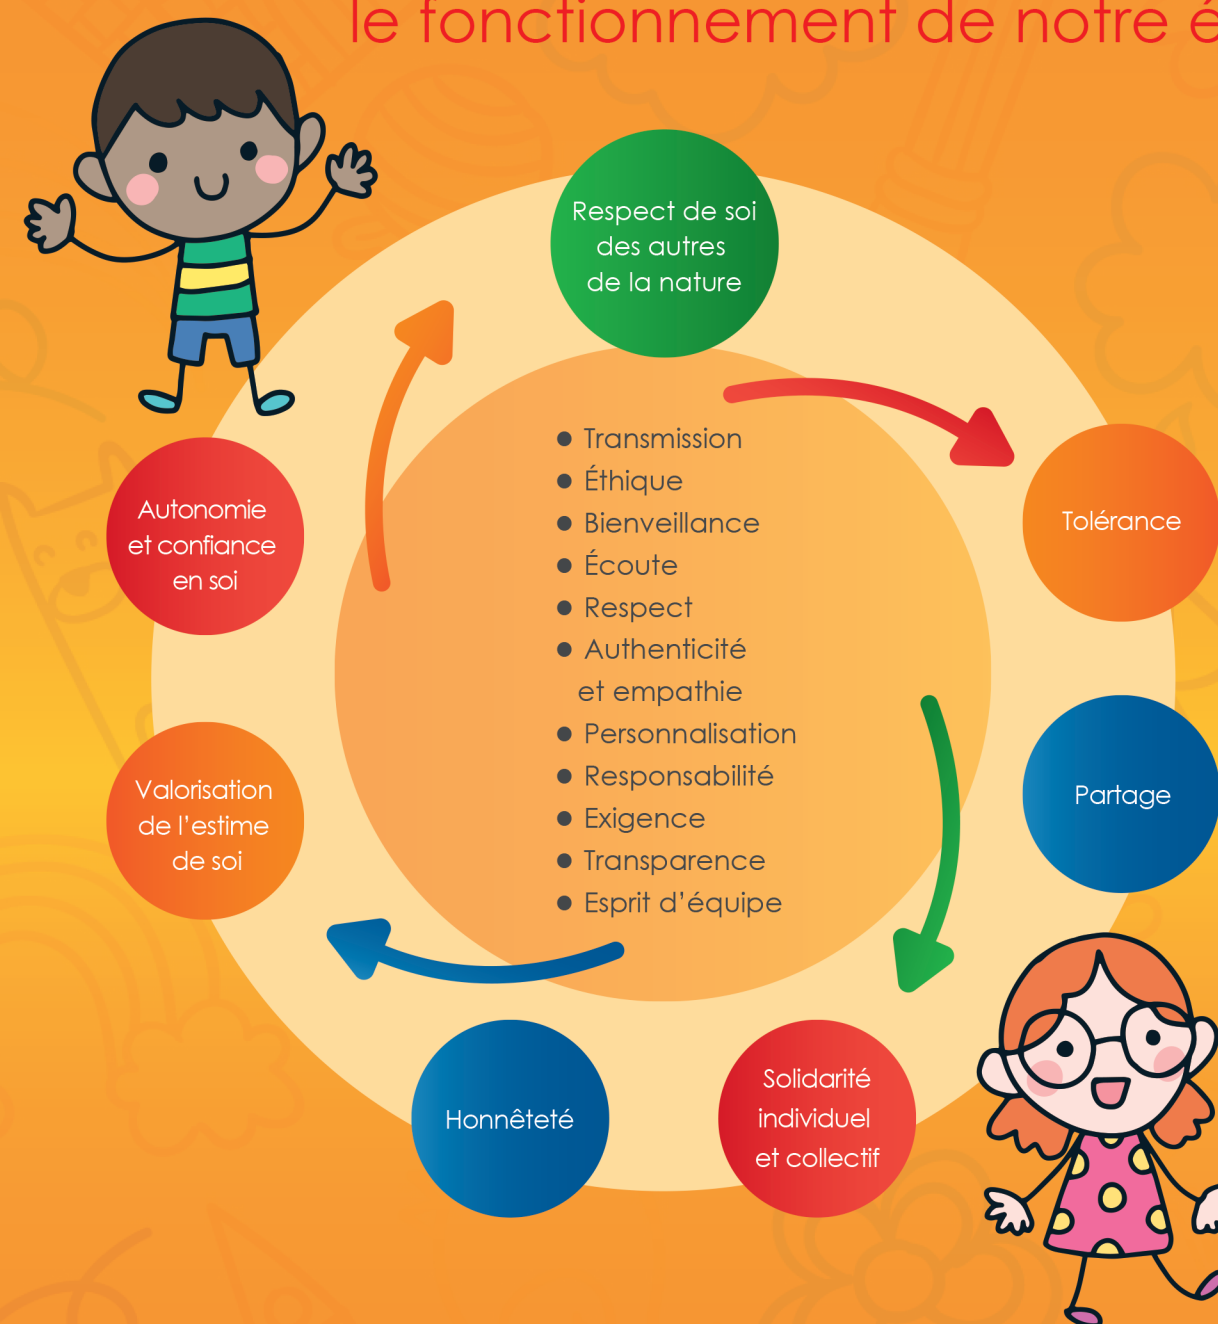 le fonctionnement de notre é
Respect de soi
des autres
de la nature
Tolérance
Partage
Solidarité
individuel
et collectif
Honnêteté
Valorisation
de l'estime
de soi
Autonomie
et confiance
en soi
● Transmission
● Éthique
● Bienveillance
● Écoute
● Respect
● Authenticité
et empathie
● Personnalisation
● Responsabilité
● Exigence
● Transparence
● Esprit d'équipe